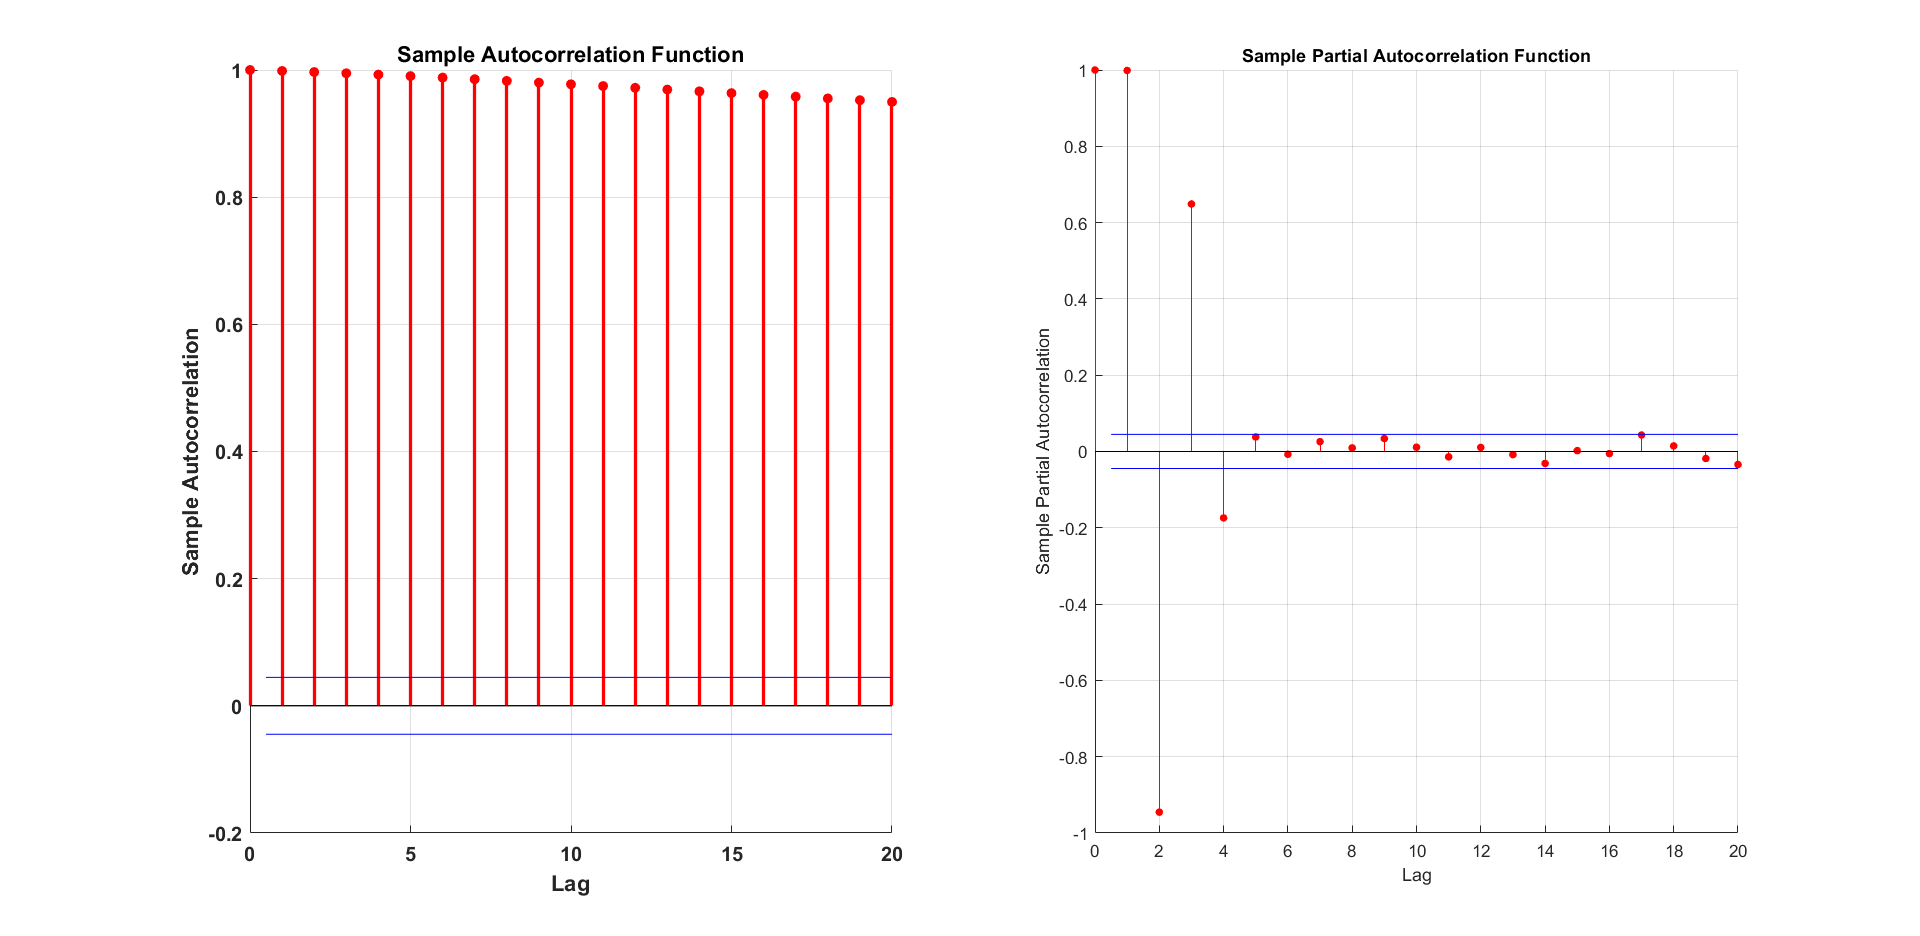 Sample Autocorrelation Function
1
0.8
0.6
0.4
0.2
0
-0.2
0 5 10 15 20
Lag
Sample Autocorrelation
Sample Partial Autocorrelation Function
1
0.8
0.6
0.4
0.2
0
-0.2
-0.4
-0.6
-0.8
-1
0 2 4 6 8 10 12 14 16 18 20
Lag
Sample Partial Autocorrelation